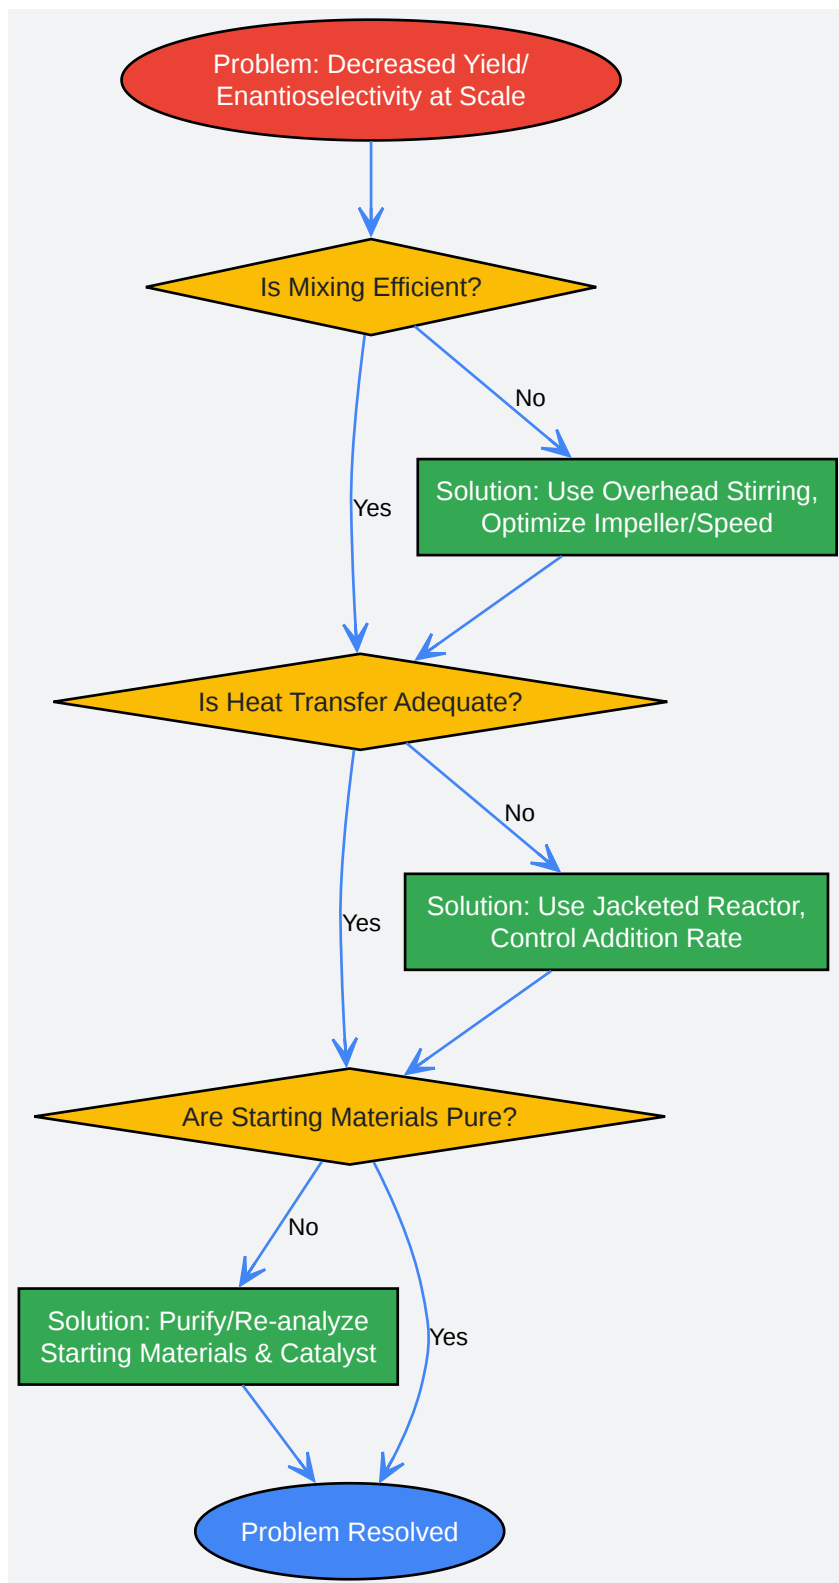 Problem: Decreased Yield/
Enantioselectivity at Scale
Is Mixing Efficient?
No
Solution: Use Overhead Stirring,
Optimize Impeller/Speed
Yes
Is Heat Transfer Adequate?
No
Solution: Use Jacketed Reactor,
Control Addition Rate
Yes
Are Starting Materials Pure?
No
Solution: Purify/Re-analyze
Starting Materials & Catalyst
Yes
Problem Resolved